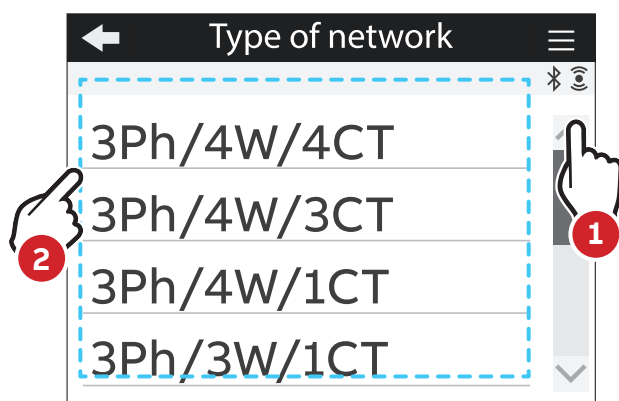 Type of network
3Ph/4W/4CT
3Ph/4W/3CT
3Ph/4W/1CT
3Ph/3W/1CT
1
2